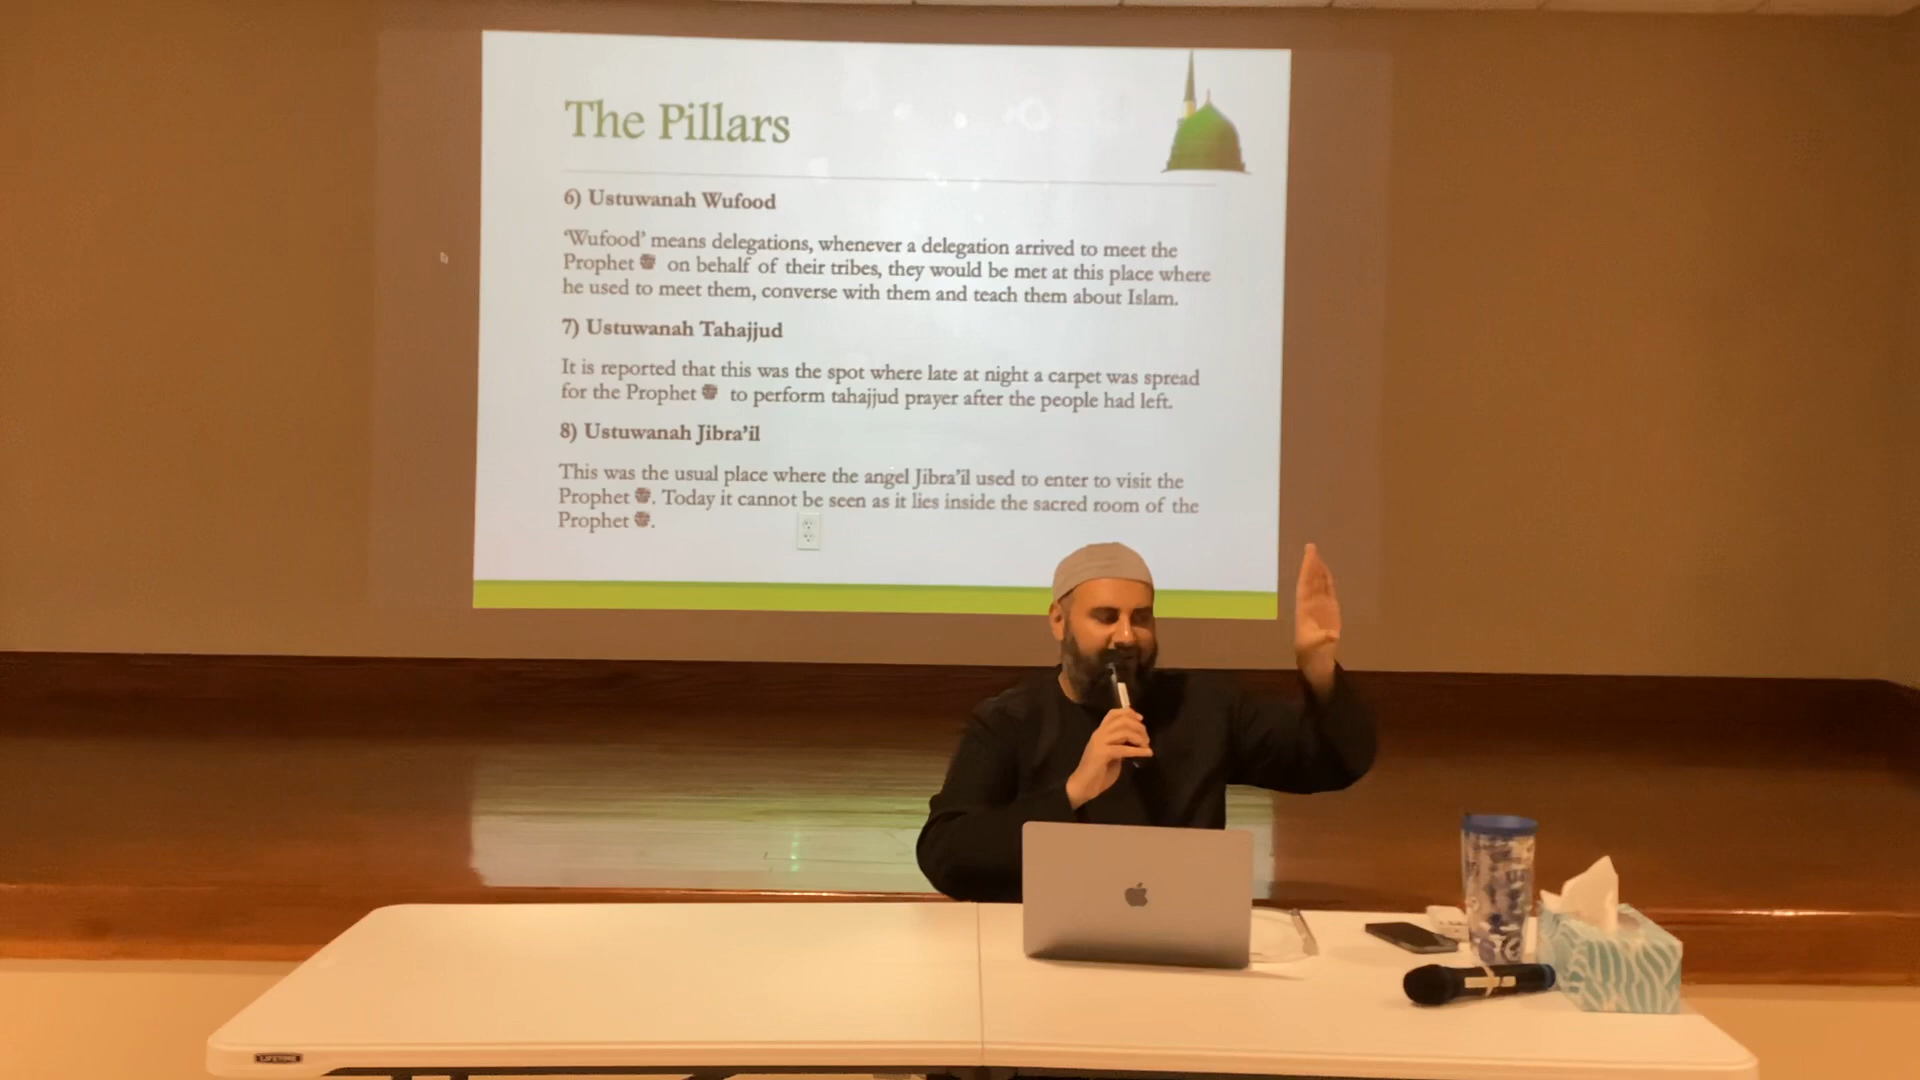 The Pillars
6) Ustuwanah Wufood
‘Wufood’ means delegations, whenever a delegation arrived to meet the
Prophet ﷺ on behalf of their tribes, they would be met at this place where
he used to meet them, converse with them and teach them about Islam.
7) Ustuwanah Tahajjud
It is reported that this was the spot where late at night a carpet was spread
for the Prophet ﷺ to perform tahajjud prayer after the people had left.
8) Ustuwanah Jibra’il
This was the usual place where the angel Jibra’il used to enter to visit the
Prophet ﷺ. Today it cannot be seen as it lies inside the sacred room of the
Prophet ﷺ.
LIFETIME